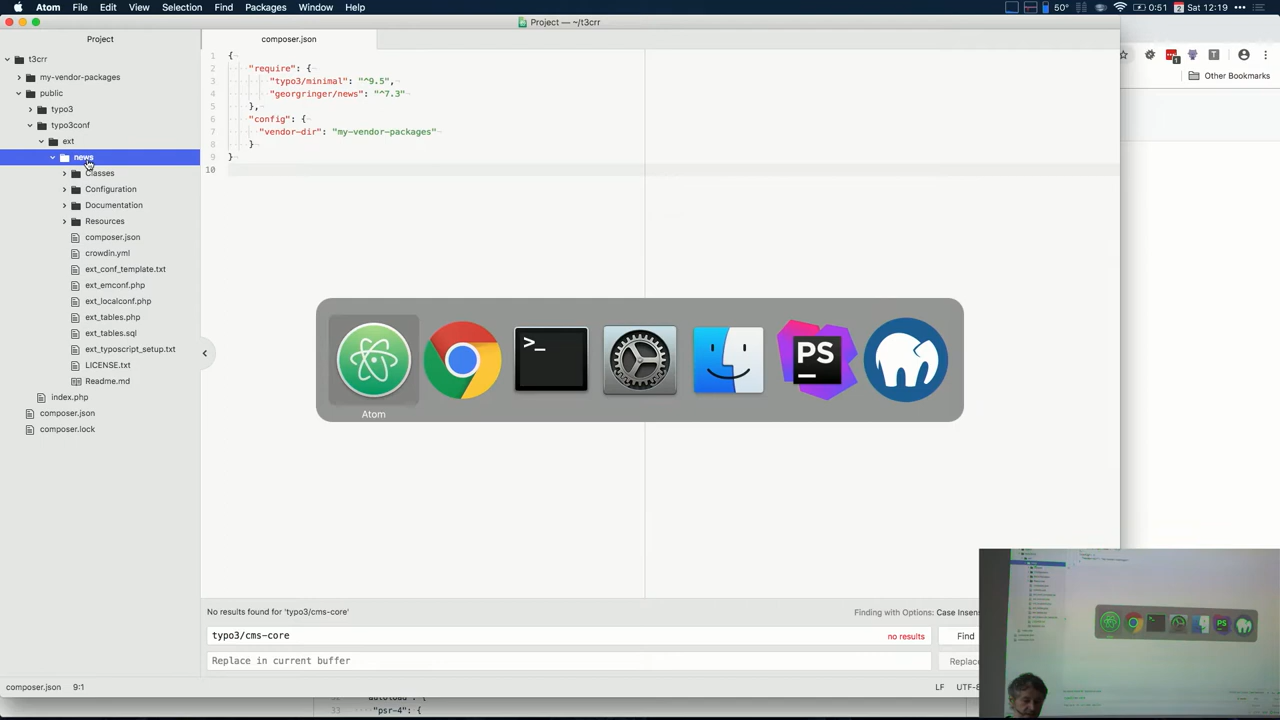 Atom File Edit View Selection Find Packages Window Help
50° 0:51 Sat 12:19
Project — ~/t3crr
Project
composer.json
t3crr
my-vendor-packages
public
typo3
typo3conf
ext
news
Classes
Configuration
Documentation
Resources
composer.json
crowdin.yml
ext_conf_template.txt
ext_emconf.php
ext_localconf.php
ext_tables.php
ext_tables.sql
ext_typoscript_setup.txt
LICENSE.txt
Readme.md
index.php
composer.json
composer.lock
1 {
2 "require": {
3 "typo3/minimal": "^9.5",
4 "georgringer/news": "^7.3"
5 },
6 "config": {
7 "vendor-dir": "my-vendor-packages"
8 }
9 }
10
Other Bookmarks
PS
Atom
No results found for 'typo3/cms-core'
Finding with Options: Case Insens
typo3/cms-core
no results
Find
Replace in current buffer
Replace
composer.json 9:1
LF UTF-8
"autoload": {
33 "psr-4": {